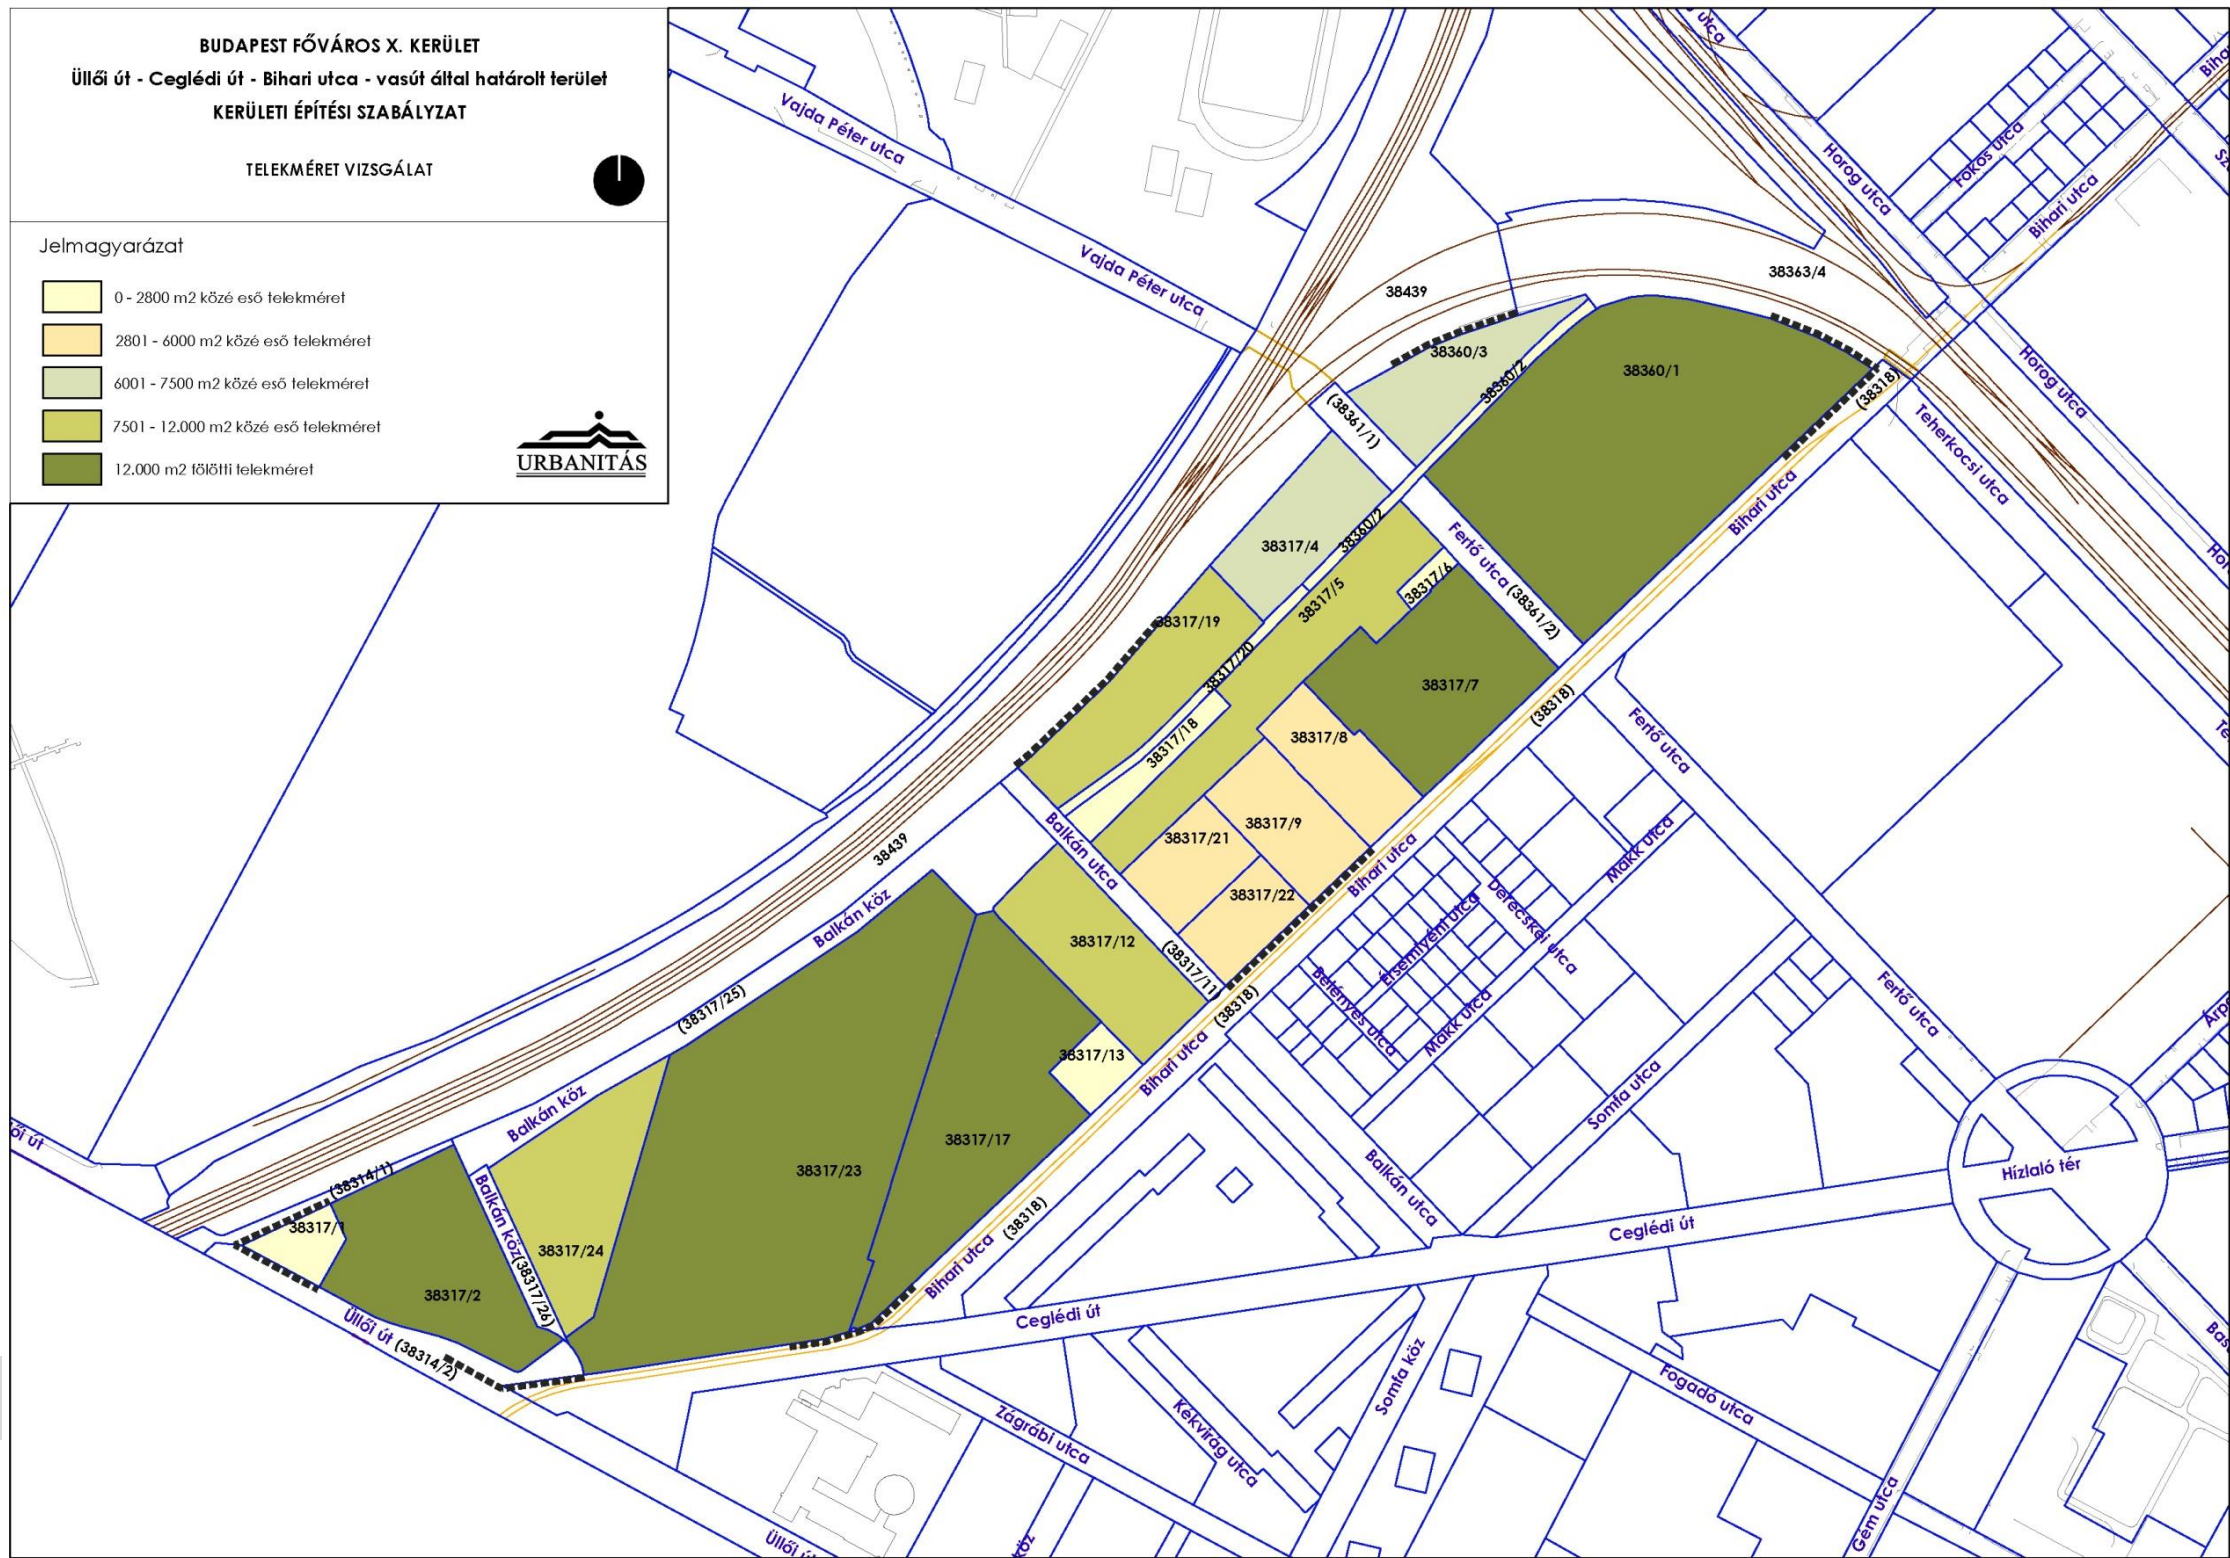 BUDAPEST FŐVÁROS X. KERÜLET
Üllői út - Ceglédi út - Bihari utca - vasút által határolt terület
KERÜLETI ÉPÍTÉSI SZABÁLYZAT
TELEKMÉRET VIZSGÁLAT
Jelmagyarázat
0 - 2800 m2 közé eső telekméret
2801 - 6000 m2 közé eső telekméret
6001 - 7500 m2 közé eső telekméret
7501 - 12.000 m2 közé eső telekméret
12.000 m2 fölötti telekméret
URBANITÁS
Vajda Péter utca
Vajda Péter utca
utca
Horog utca
Fokos utca
Bihari utca
38363/4
38439
38360/3
38360/2
38360/1
(38361/1)
(38318)
Horog utca
Teherkocsi utca
Bihari utca
38317/4
38360/2
Fertő utca (38361/2)
38317/5
38317/6
38317/19
38317/20
38317/7
(38318)
Fertő utca
38317/18
38317/8
38317/9
38317/21
38317/22
Balkán utca
38439
Balkán köz
Bihari utca
Makk utca
Derecskei utca
Érsemlyéni utca
Belényes utca
Makk utca
38317/12
(38317/11)
(38318)
(38317/25)
38317/13
Bihari utca
Fertő utca
Somfa utca
Balkán köz
38317/17
38317/23
Balkán utca
Hízlaló tér
Ceglédi út
(38314/1)
38317/1
Balkán köz(38317/26)
38317/24
(38318)
Bihari utca
38317/2
Üllői út (38314/2)
Ceglédi út
Somfa köz
Fogadó utca
Zágrábi utca
Kékvirág utca
Gém utca
köz